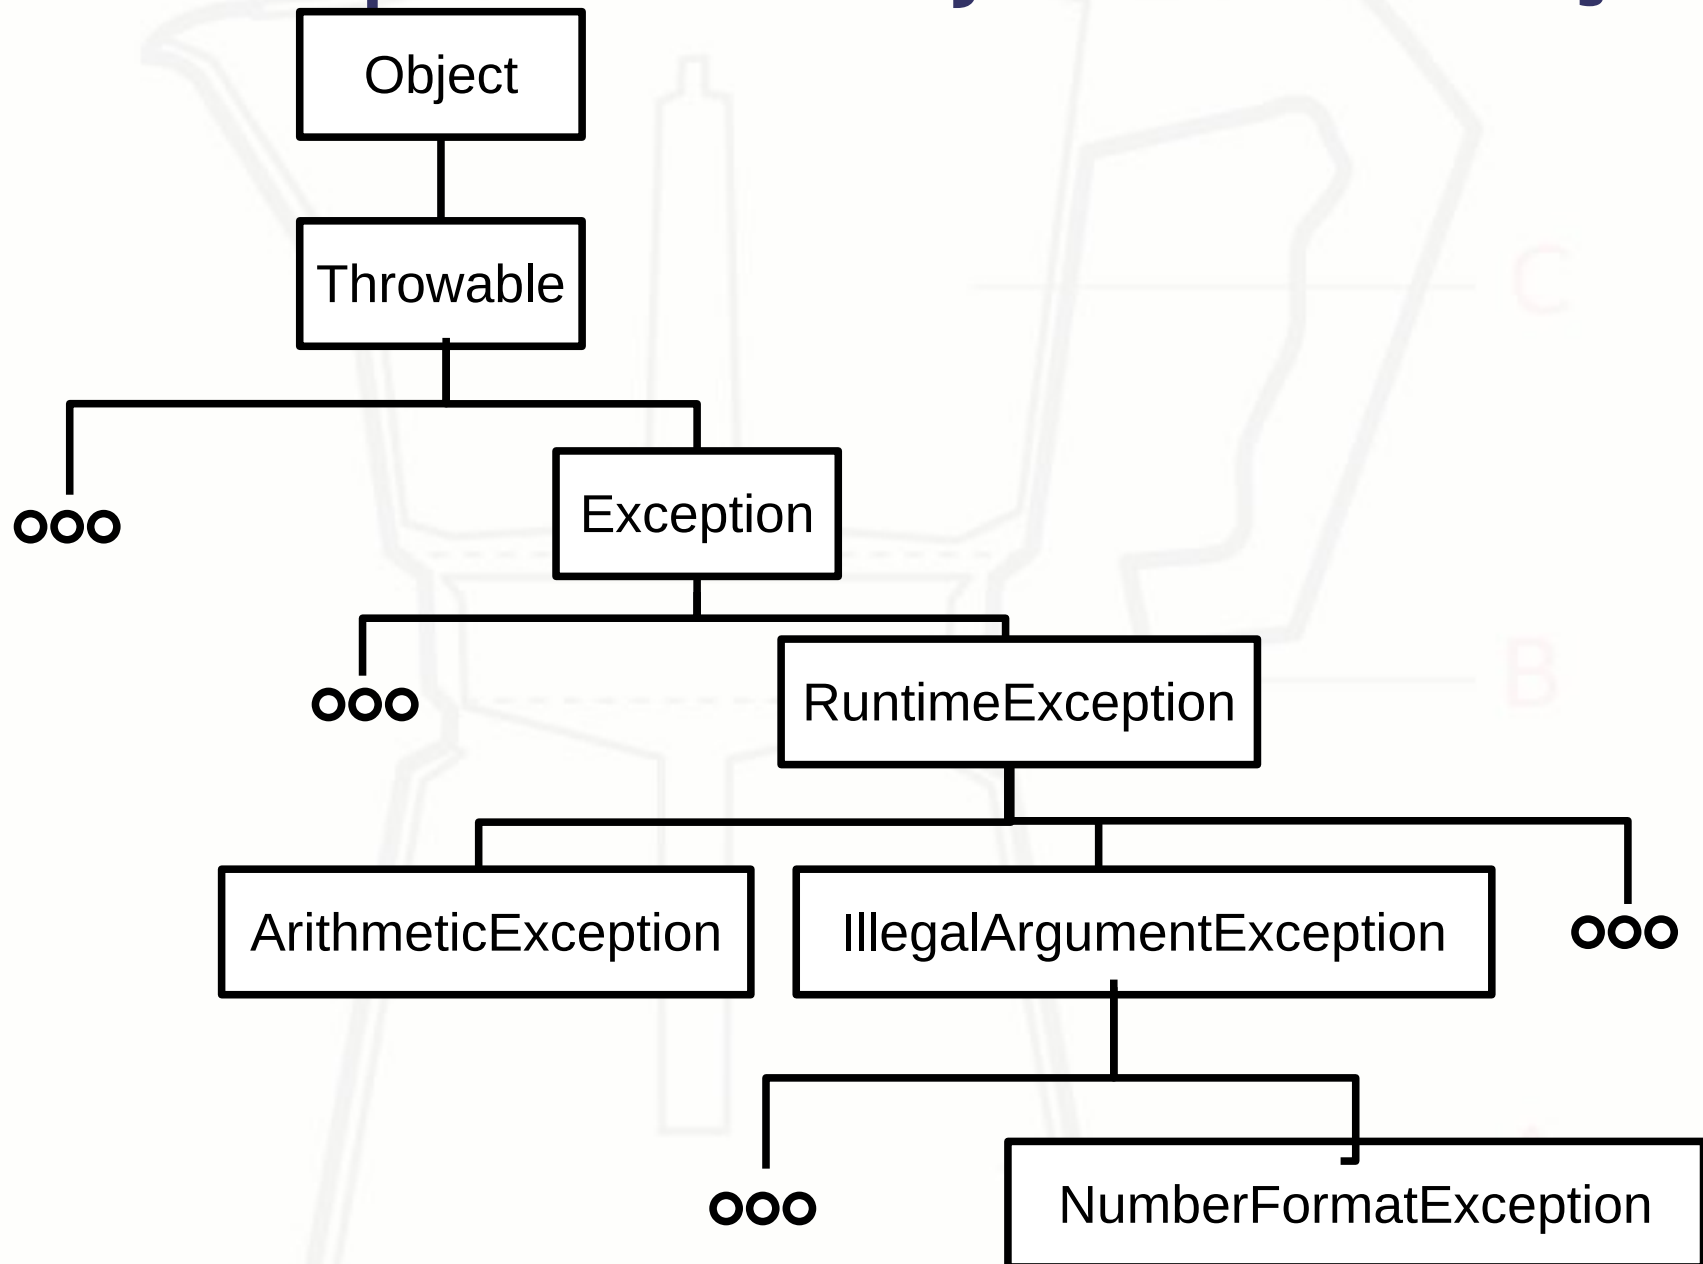 Object
Throwable
Exception
RuntimeException
ArithmeticException
IllegalArgumentException
NumberFormatException
C
B